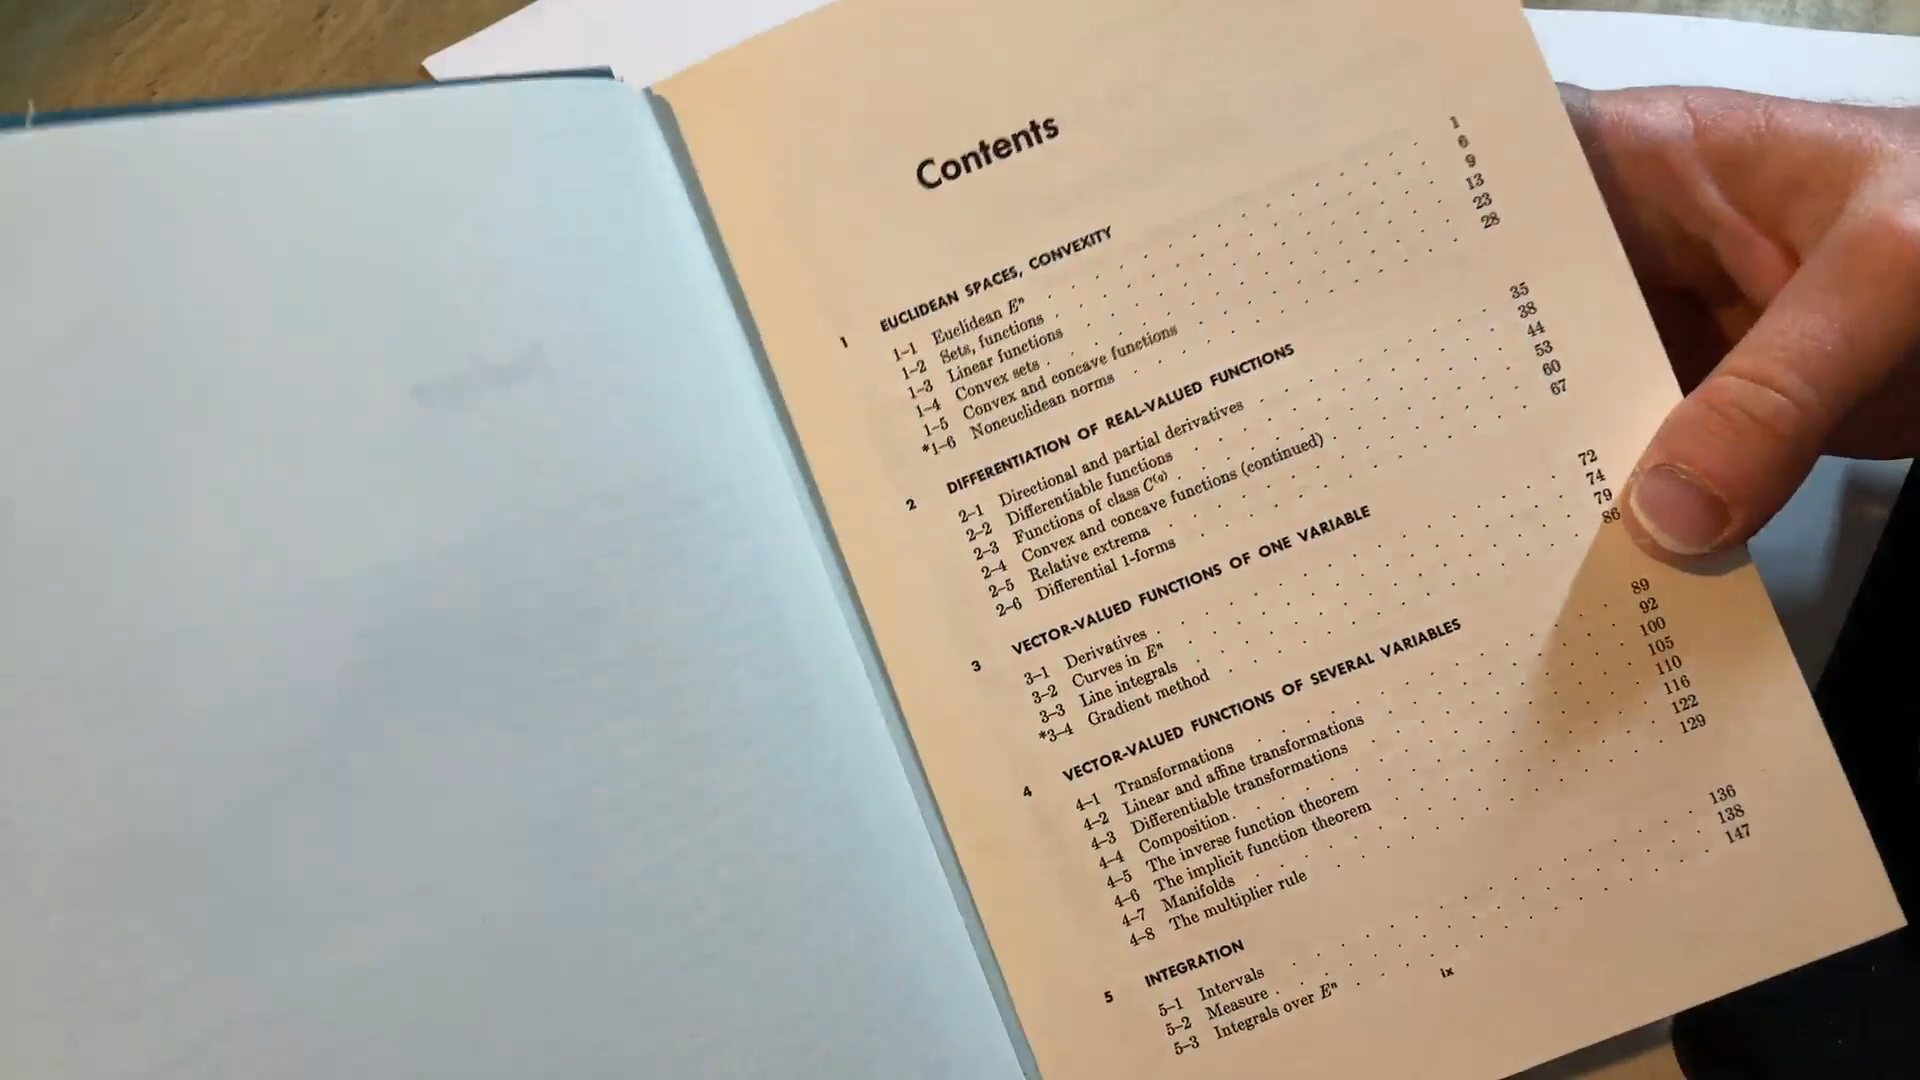 Contents
1 EUCLIDEAN SPACES, CONVEXITY
1–1 Euclidean Eⁿ . . . 1
1–2 Sets, functions . . . 6
1–3 Linear functions . . . 9
1–4 Convex sets . . . 13
1–5 Convex and concave functions . . . 23
*1–6 Noneuclidean norms . . . 28
2 DIFFERENTIATION OF REAL-VALUED FUNCTIONS
2–1 Directional and partial derivatives . . . 35
2–2 Differentiable functions . . . 38
2–3 Functions of class C⁽q⁾ . . . 44
2–4 Convex and concave functions (continued) . . . 53
2–5 Relative extrema . . . 60
2–6 Differential 1-forms . . . 67
3 VECTOR-VALUED FUNCTIONS OF ONE VARIABLE
3–1 Derivatives . . . 72
3–2 Curves in Eⁿ . . . 74
3–3 Line integrals . . . 79
*3–4 Gradient method . . . 86
4 VECTOR-VALUED FUNCTIONS OF SEVERAL VARIABLES
4–1 Transformations . . . 89
4–2 Linear and affine transformations . . . 92
4–3 Differentiable transformations . . . 100
4–4 Composition . . . 105
4–5 The inverse function theorem . . . 110
4–6 The implicit function theorem . . . 116
4–7 Manifolds . . . 122
4–8 The multiplier rule . . . 129
5 INTEGRATION
5–1 Intervals . . . 136
5–2 Measure . . . 138
5–3 Integrals over Eⁿ . . . 147
ix